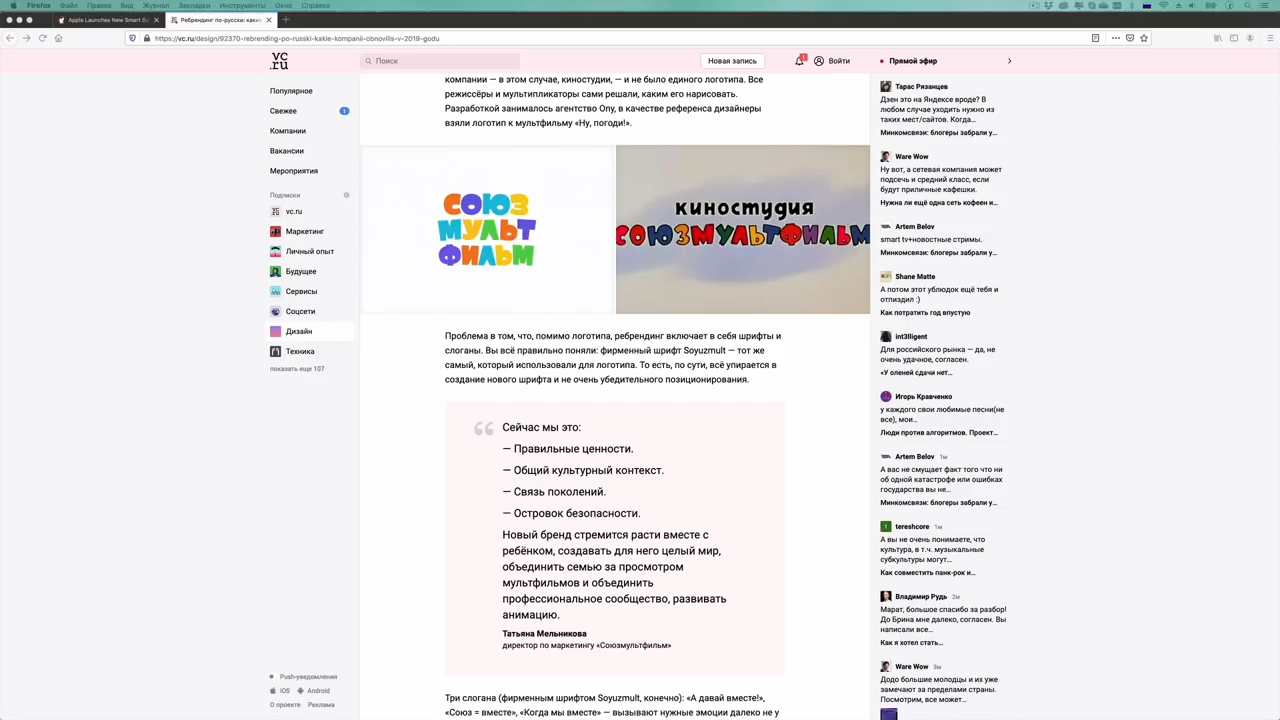 Firefox Файл Правка Вид Журнал Закладки Инструменты Окно Справка
Apple Launches New Smart Ba
Ребрендинг по-русски: какие
https://vc.ru/design/92370-rebrending-po-russki-kakie-kompanii-obnovilis-v-2019-godu
vc
.ru
Поиск
Новая запись
1
Войти
Прямой эфир
Популярное
Свежее 1
Компании
Вакансии
Мероприятия
Подписки
vc.ru
Маркетинг
Личный опыт
Будущее
Сервисы
Соцсети
Дизайн
Техника
показать еще 107
Push-уведомления
iOS Android
О проекте Реклама
компании — в этом случае, киностудии, — и не было единого логотипа. Все
режиссёры и мультипликаторы сами решали, каким его нарисовать.
Разработкой занималось агентство Ony, в качестве референса дизайнеры
взяли логотип к мультфильму «Ну, погоди!».
СОЮЗ
МУЛЬТ
ФИЛЬМ
киностудия
СОЮЗМУЛЬТФИЛЬМ
Проблема в том, что, помимо логотипа, ребрендинг включает в себя шрифты и
слоганы. Вы всё правильно поняли: фирменный шрифт Soyuzmult — тот же
самый, который использовали для логотипа. То есть, по сути, всё упирается в
создание нового шрифта и не очень убедительного позиционирования.
Сейчас мы это:
— Правильные ценности.
— Общий культурный контекст.
— Связь поколений.
— Островок безопасности.
Новый бренд стремится расти вместе с
ребёнком, создавать для него целый мир,
объединить семью за просмотром
мультфильмов и объединить
профессиональное сообщество, развивать
анимацию.
Татьяна Мельникова
директор по маркетингу «Союзмультфильм»
Три слогана (фирменным шрифтом Soyuzmult, конечно): «А давай вместе!»,
«Союз = вместе», «Когда мы вместе» — вызывают нужные эмоции далеко не у
Тарас Рязанцев
Дзен это на Яндексе вроде? В
любом случае уходить нужно из
таких мест/сайтов. Когда…
Минкомсвязи: блогеры забрали у…
Ware Wow
Ну вот, а сетевая компания может
подсечь и средний класс, если
будут приличные кафешки.
Нужна ли ещё одна сеть кофеен и…
Artem Belov
smart tv+новостные стримы.
Минкомсвязи: блогеры забрали у…
Shane Matte
А потом этот ублюдок ещё тебя и
отпиздил :)
Как потратить год впустую
int3lligent
Для российского рынка — да, не
очень удачное, согласен.
«У оленей сдачи нет…
Игорь Кравченко
у каждого свои любимые песни(не
все), мои…
Люди против алгоритмов. Проект…
Artem Belov 1м
А вас не смущает факт того что ни
об одной катастрофе или ошибках
государства вы не…
Минкомсвязи: блогеры забрали у…
t tereshcore 1м
А вы не очень понимаете, что
культура, в т.ч. музыкальные
субкультуры могут…
Как совместить панк-рок и…
Владимир Рудь 2м
Марат, большое спасибо за разбор!
До Брина мне далеко, согласен. Вы
написали все…
Как я хотел стать…
Ware Wow 3м
Додо большие молодцы и их уже
замечают за пределами страны.
Посмотрим, все может…